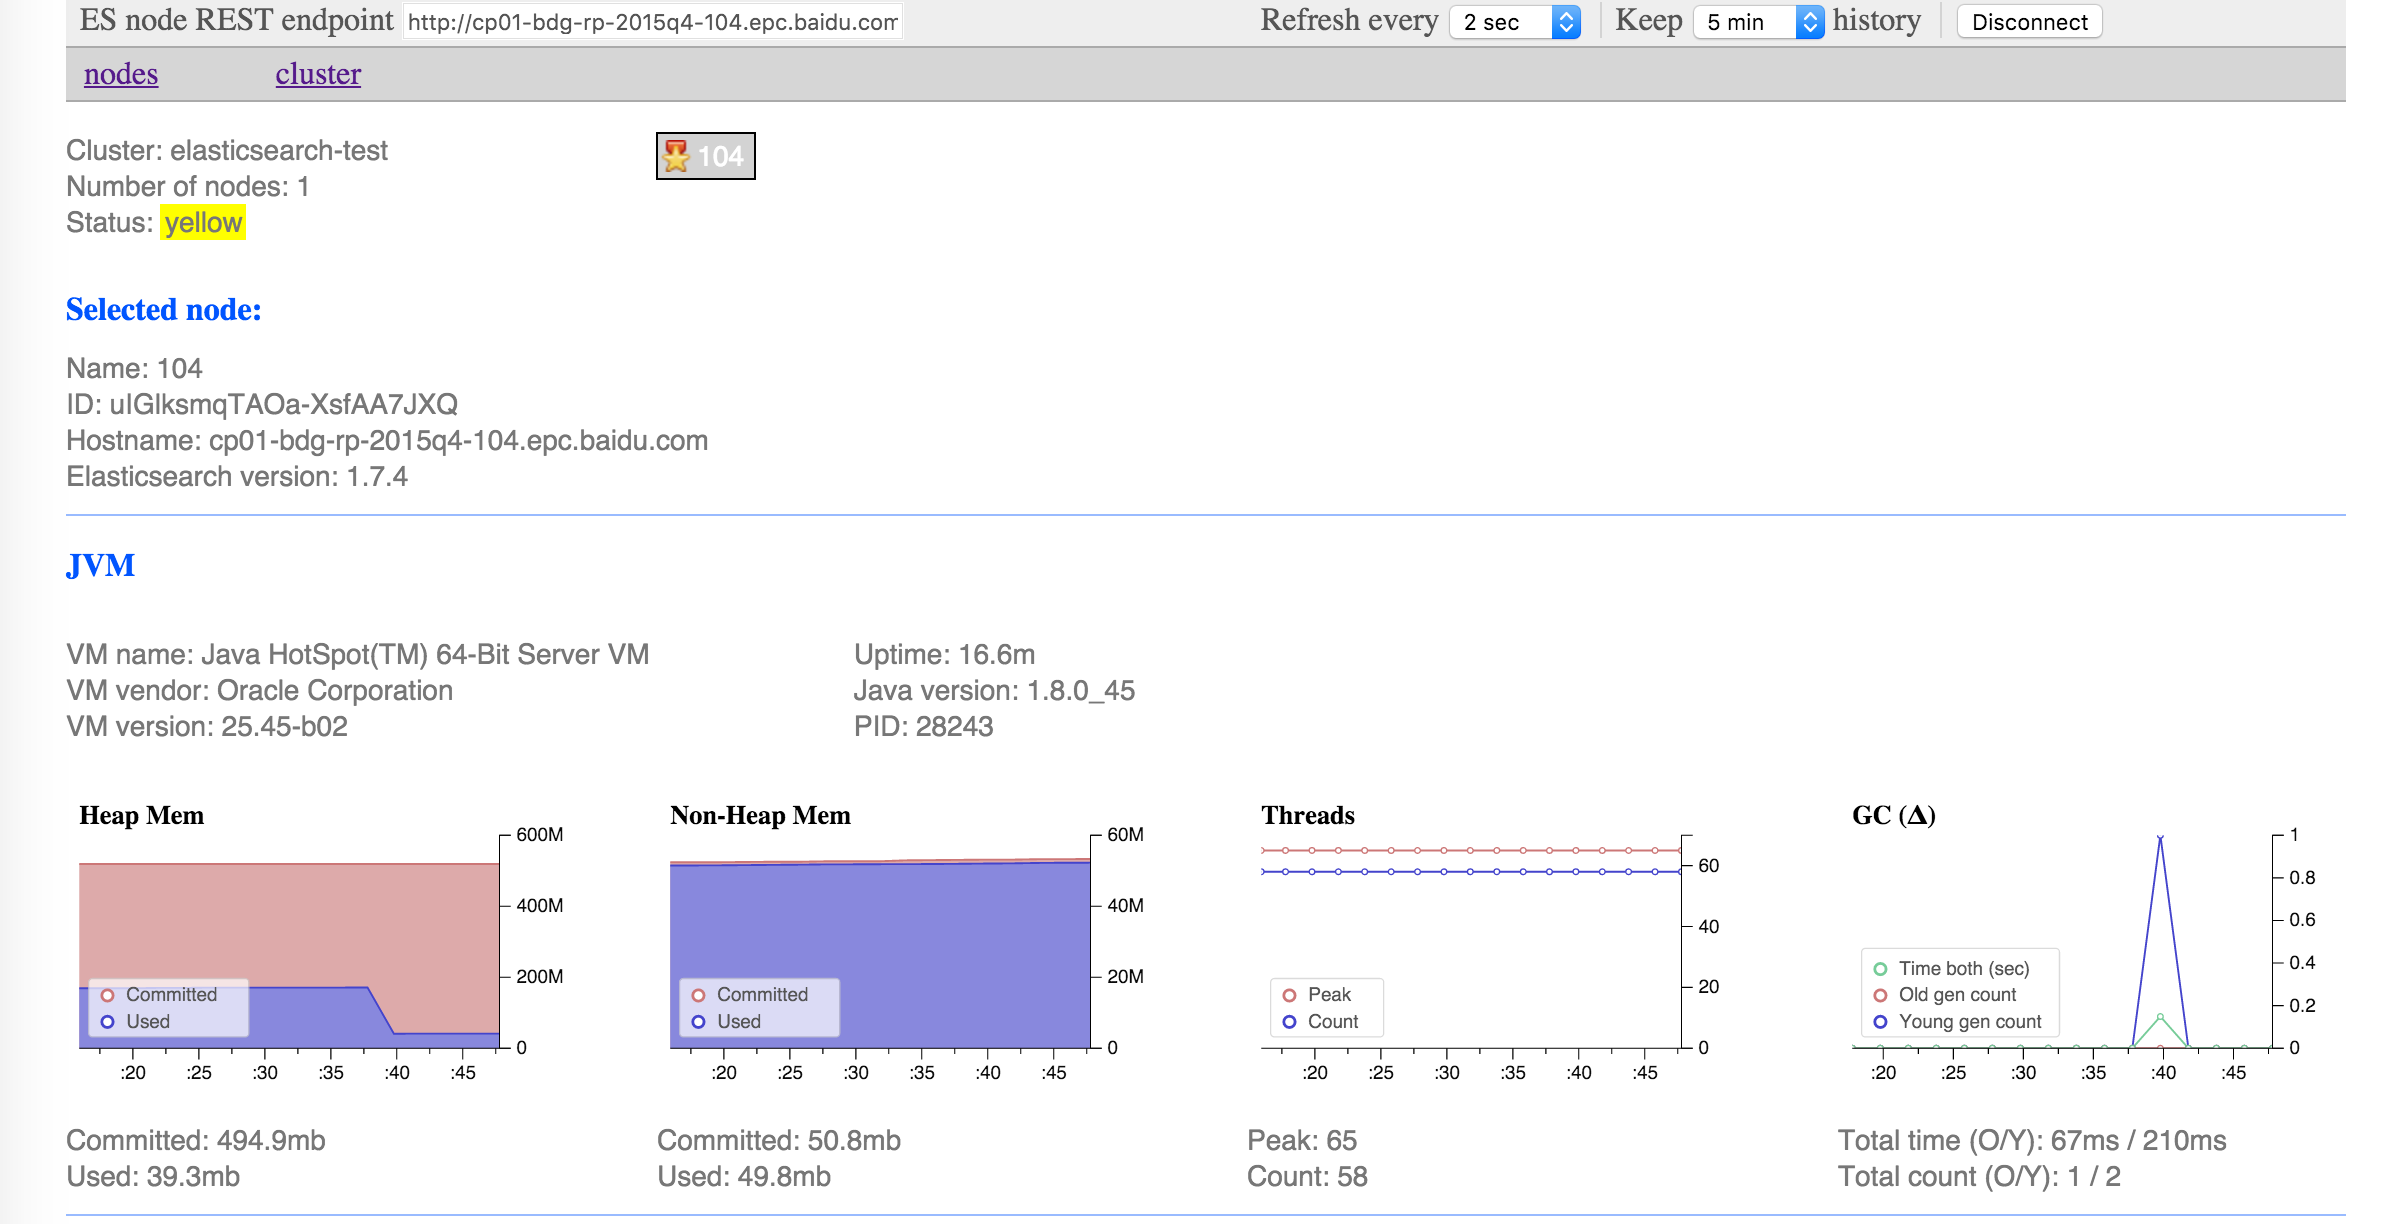 ES node REST endpoint http://cp01-bdg-rp-2015q4-104.epc.baidu.com Refresh every 2 sec Keep 5 min history Disconnect
nodes cluster
Cluster: elasticsearch-test
Number of nodes: 1
Status: yellow
104
Selected node:
Name: 104
ID: uIGlksmqTAOa-XsfAA7JXQ
Hostname: cp01-bdg-rp-2015q4-104.epc.baidu.com
Elasticsearch version: 1.7.4
JVM
VM name: Java HotSpot(TM) 64-Bit Server VM
VM vendor: Oracle Corporation
VM version: 25.45-b02
Uptime: 16.6m
Java version: 1.8.0_45
PID: 28243
Heap Mem
600M
400M
200M
0
Committed
Used
:20 :25 :30 :35 :40 :45
Committed: 494.9mb
Used: 39.3mb
Non-Heap Mem
60M
40M
20M
0
Committed
Used
:20 :25 :30 :35 :40 :45
Committed: 50.8mb
Used: 49.8mb
Threads
60
40
20
0
Peak
Count
:20 :25 :30 :35 :40 :45
Peak: 65
Count: 58
GC (Δ)
1
0.8
0.6
0.4
0.2
0
Time both (sec)
Old gen count
Young gen count
:20 :25 :30 :35 :40 :45
Total time (O/Y): 67ms / 210ms
Total count (O/Y): 1 / 2